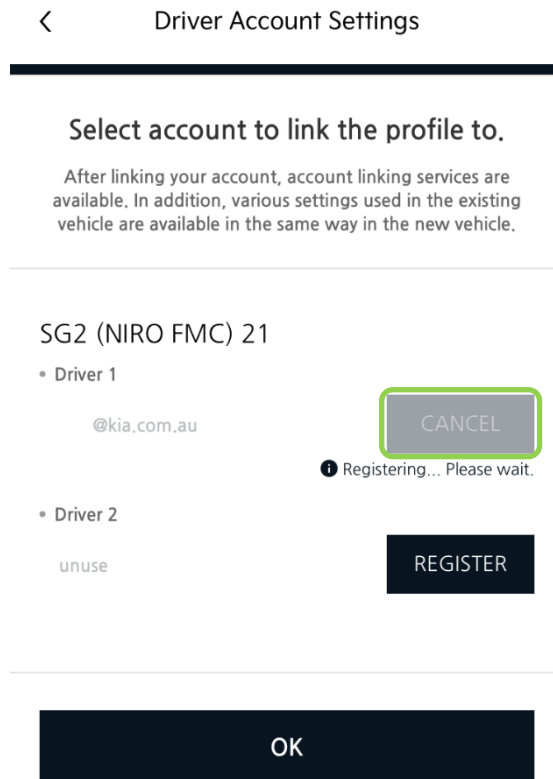 Driver Account Settings
Select account to link the profile to.
After linking your account, account linking services are
available. In addition, various settings used in the existing
vehicle are available in the same way in the new vehicle.
SG2 (NIRO FMC) 21
• Driver 1
@kia.com.au
CANCEL
Registering... Please wait.
• Driver 2
unuse
REGISTER
OK